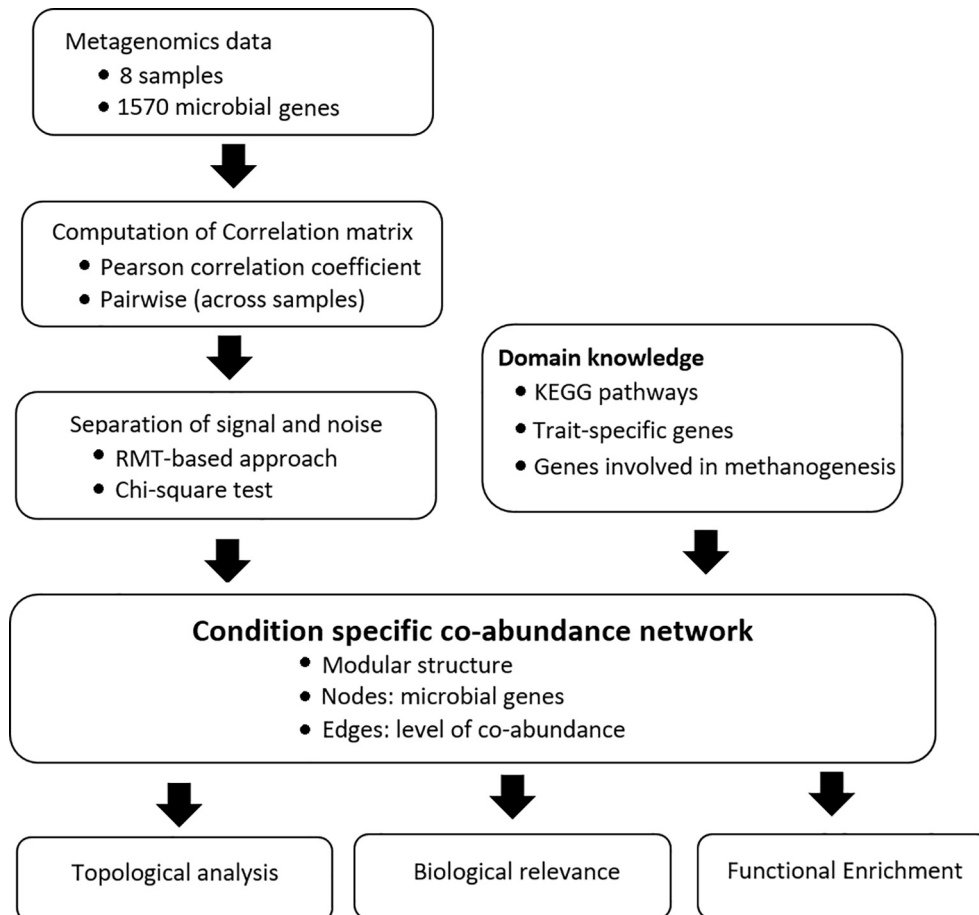 Metagenomics data
• 8 samples
• 1570 microbial genes
Computation of Correlation matrix
• Pearson correlation coefficient
• Pairwise (across samples)
Separation of signal and noise
• RMT-based approach
• Chi-square test
Domain knowledge
• KEGG pathways
• Trait-specific genes
• Genes involved in methanogenesis
Condition specific co-abundance network
• Modular structure
• Nodes: microbial genes
• Edges: level of co-abundance
Topological analysis
Biological relevance
Functional Enrichment